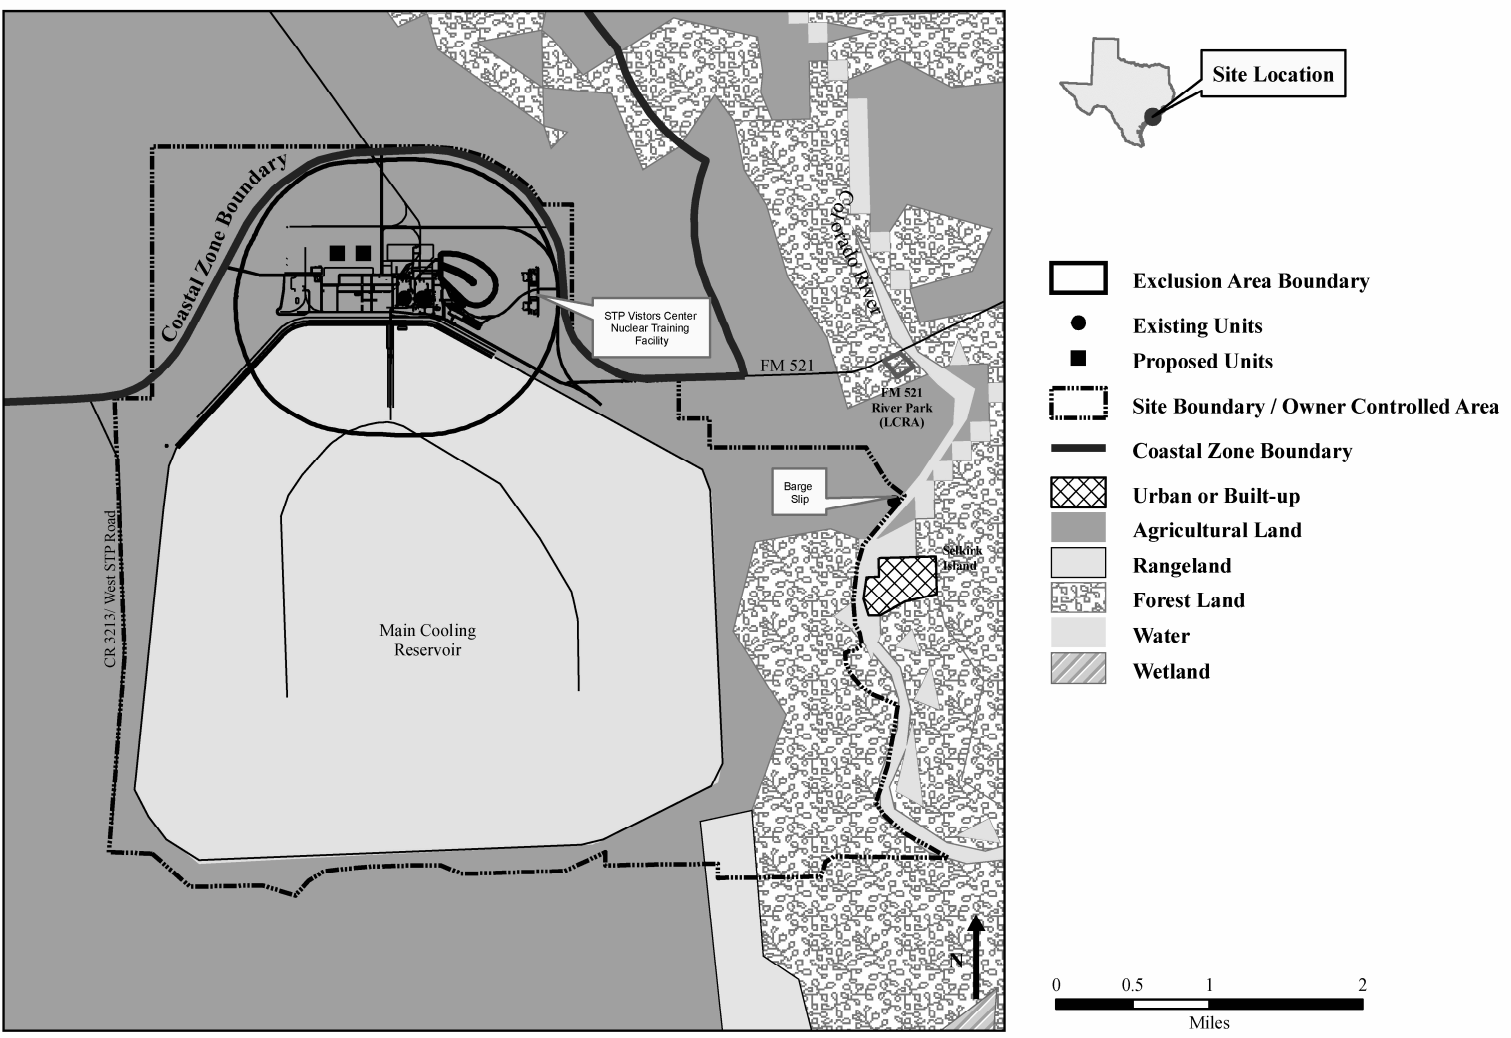 Site Location
Coastal Zone Boundary
Colorado River
STP Vistors Center
Nuclear Training
Facility
FM 521
FM 521
River Park
(LCRA)
Barge
Slip
Selkirk
Island
CR 3213/ West STP Road
Main Cooling
Reservoir
N
Exclusion Area Boundary
Existing Units
Proposed Units
Site Boundary / Owner Controlled Area
Coastal Zone Boundary
Urban or Built-up
Agricultural Land
Rangeland
Forest Land
Water
Wetland
0 0.5 1 2
Miles